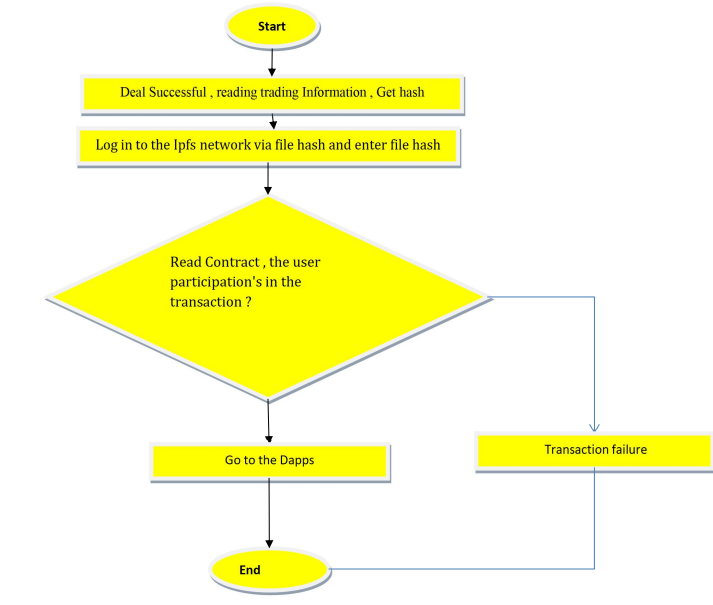 Start
Deal Successful , reading trading Information , Get hash
Log in to the Ipfs network via file hash and enter file hash
Read Contract , the user
participation's in the
transaction ?
Go to the Dapps
Transaction failure
End